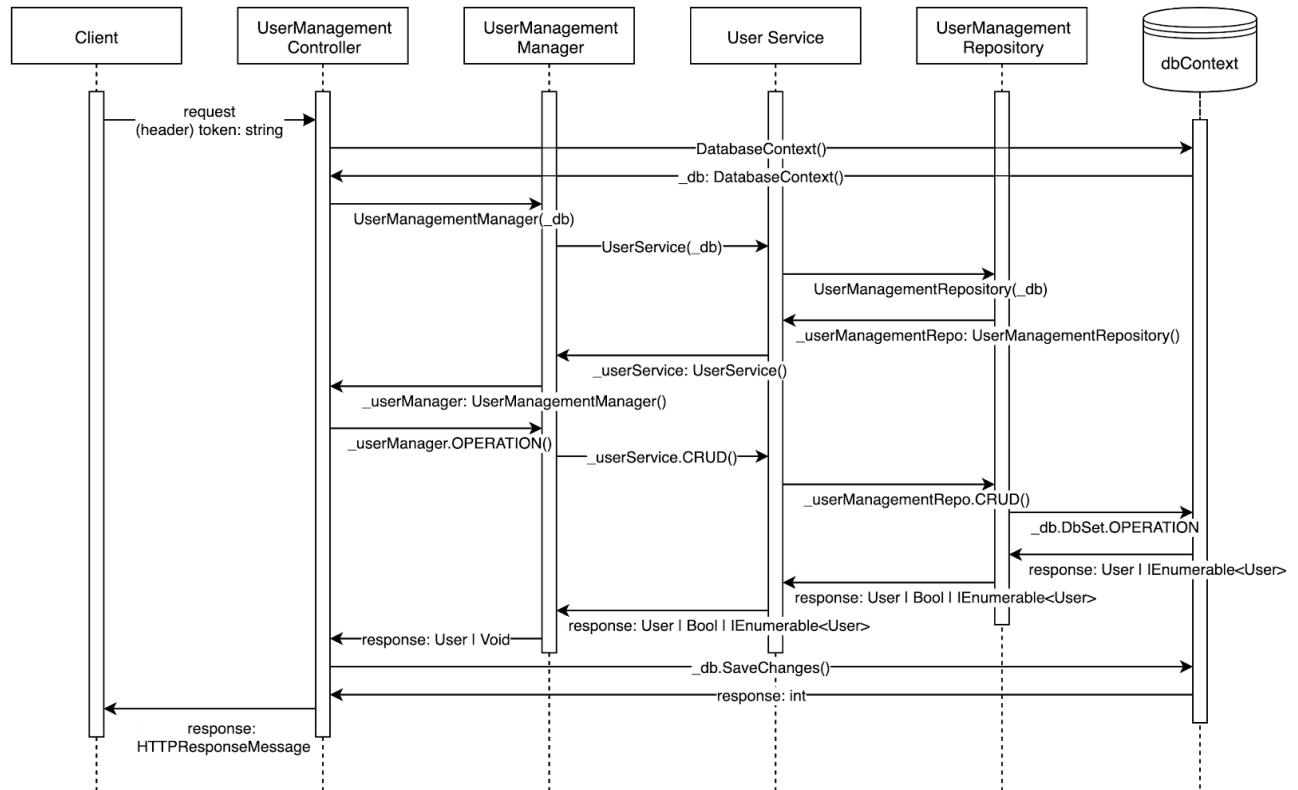 Client
UserManagement
Controller
UserManagement
Manager
User Service
UserManagement
Repository
dbContext
request
(header) token: string
DatabaseContext()
_db: DatabaseContext()
UserManagementManager(_db)
UserService(_db)
UserManagementRepository(_db)
_userManagementRepo: UserManagementRepository()
_userService: UserService()
_userManager: UserManagementManager()
_userManager.OPERATION()
_userService.CRUD()
_userManagementRepo.CRUD()
_db.DbSet.OPERATION
response: User | IEnumerable<User>
response: User | Bool | IEnumerable<User>
response: User | Bool | IEnumerable<User>
response: User | Void
_db.SaveChanges()
response: int
response:
HTTPResponseMessage